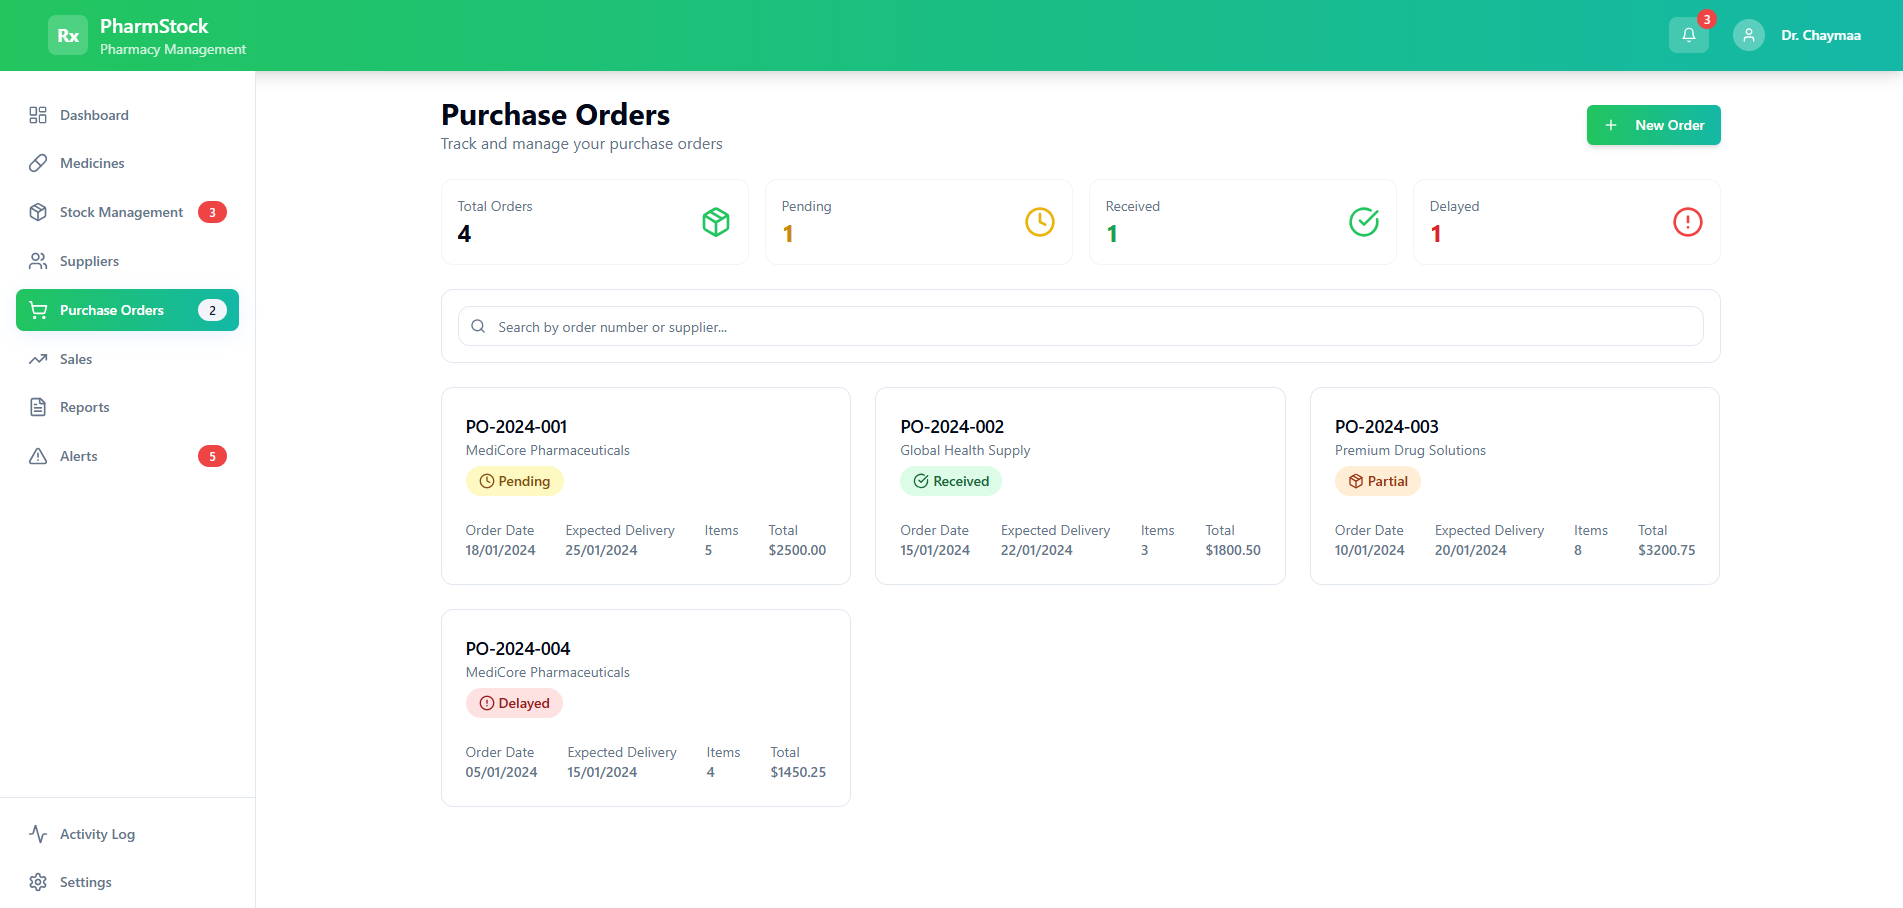 Rx
PharmStock
Pharmacy Management
3
Dr. Chaymaa
Dashboard
Medicines
Stock Management 3
Suppliers
Purchase Orders 2
Sales
Reports
Alerts 5
Activity Log
Settings
Purchase Orders
Track and manage your purchase orders
+ New Order
Total Orders
4
Pending
1
Received
1
Delayed
1
Search by order number or supplier...
PO-2024-001
MediCore Pharmaceuticals
Pending
Order Date Expected Delivery Items Total
18/01/2024 25/01/2024 5 $2500.00
PO-2024-002
Global Health Supply
Received
Order Date Expected Delivery Items Total
15/01/2024 22/01/2024 3 $1800.50
PO-2024-003
Premium Drug Solutions
Partial
Order Date Expected Delivery Items Total
10/01/2024 20/01/2024 8 $3200.75
PO-2024-004
MediCore Pharmaceuticals
Delayed
Order Date Expected Delivery Items Total
05/01/2024 15/01/2024 4 $1450.25